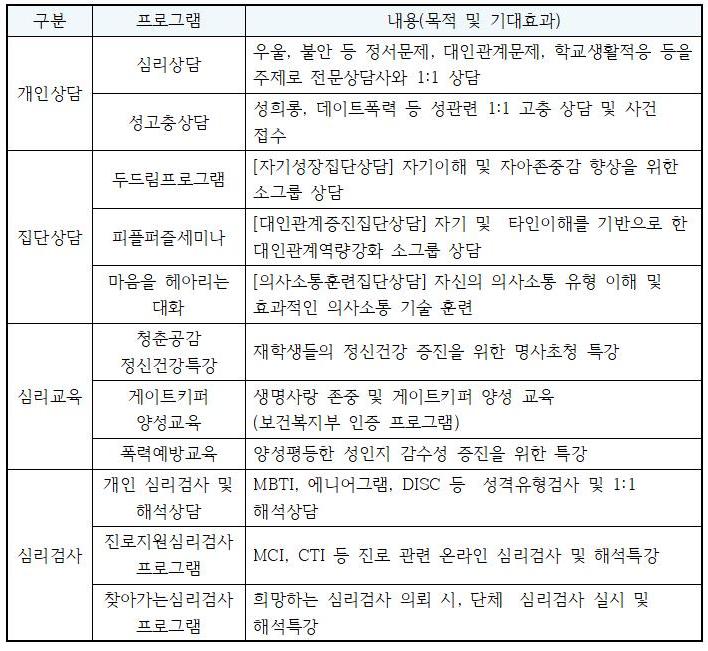 구분
프로그램
내용(목적 및 기대효과)
개인상담
심리상담
우울, 불안 등 정서문제, 대인관계문제, 학교생활적응 등을
주제로 전문상담사와 1:1 상담
성고충상담
성희롱, 데이트폭력 등 성관련 1:1 고충 상담 및 사건
접수
집단상담
두드림프로그램
[자기성장집단상담] 자기이해 및 자아존중감 향상을 위한
소그룹 상담
피플퍼즐세미나
[대인관계증진집단상담] 자기 및 타인이해를 기반으로 한
대인관계역량강화 소그룹 상담
마음을 헤아리는
대화
[의사소통훈련집단상담] 자신의 의사소통 유형 이해 및
효과적인 의사소통 기술 훈련
심리교육
청춘공감
정신건강특강
재학생들의 정신건강 증진을 위한 명사초청 특강
게이트키퍼
양성교육
생명사랑 존중 및 게이트키퍼 양성 교육
(보건복지부 인증 프로그램)
폭력예방교육
양성평등한 성인지 감수성 증진을 위한 특강
심리검사
개인 심리검사 및
해석상담
MBTI, 에니어그램, DISC 등 성격유형검사 및 1:1
해석상담
진로지원심리검사
프로그램
MCI, CTI 등 진로 관련 온라인 심리검사 및 해석특강
찾아가는심리검사
프로그램
희망하는 심리검사 의뢰 시, 단체 심리검사 실시 및
해석특강